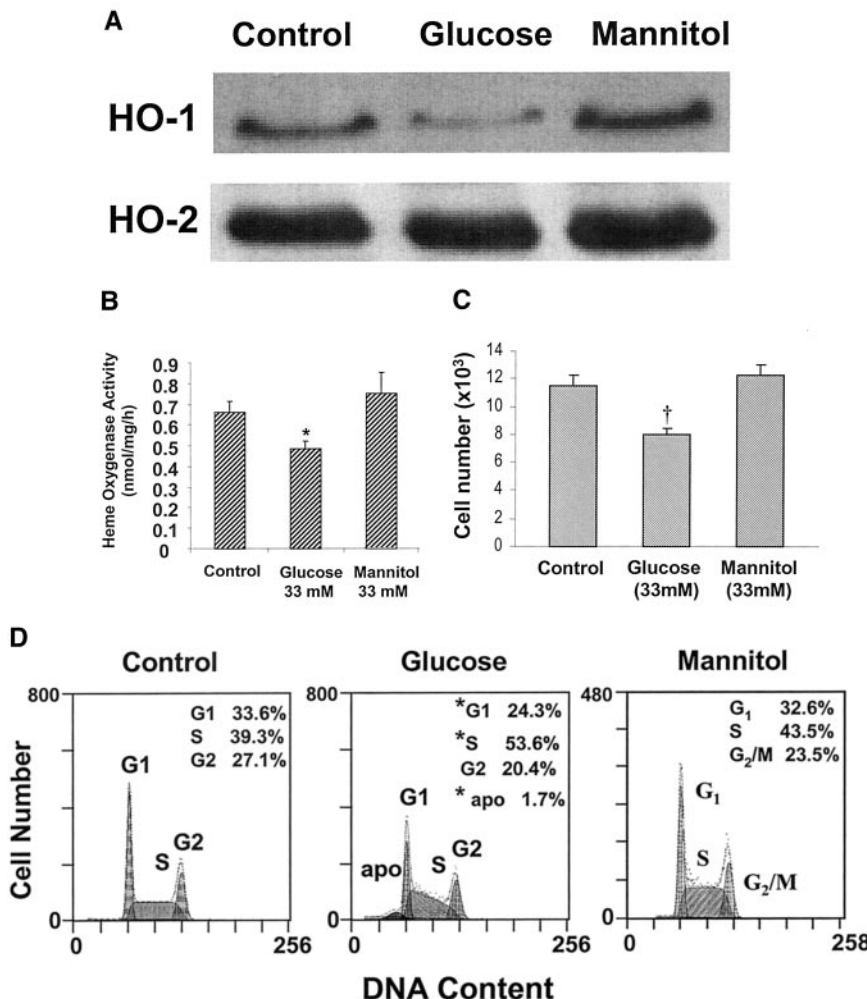 A
Control Glucose Mannitol
HO-1
HO-2
B
Heme Oxygenase Activity
(nmol/mg/h)
0.9
0.8
0.7
0.6
0.5
0.4
0.3
0.2
0.1
0
*
Control
Glucose
33 mM
Mannitol
33 mM
C
Cell number (x10³)
14
12
10
8
6
4
2
0
†
Control
Glucose
(33mM)
Mannitol
(33mM)
D
Cell Number
Control
800
0
G1 33.6%
S 39.3%
G2 27.1%
G1
S
G2
0 256
Glucose
800
0
*G1 24.3%
*S 53.6%
G2 20.4%
* apo 1.7%
G1
apo
S
G2
0 256
Mannitol
480
0
G₁ 32.6%
S 43.5%
G₂/M 23.5%
G₁
S
G₂/M
0 258
DNA Content